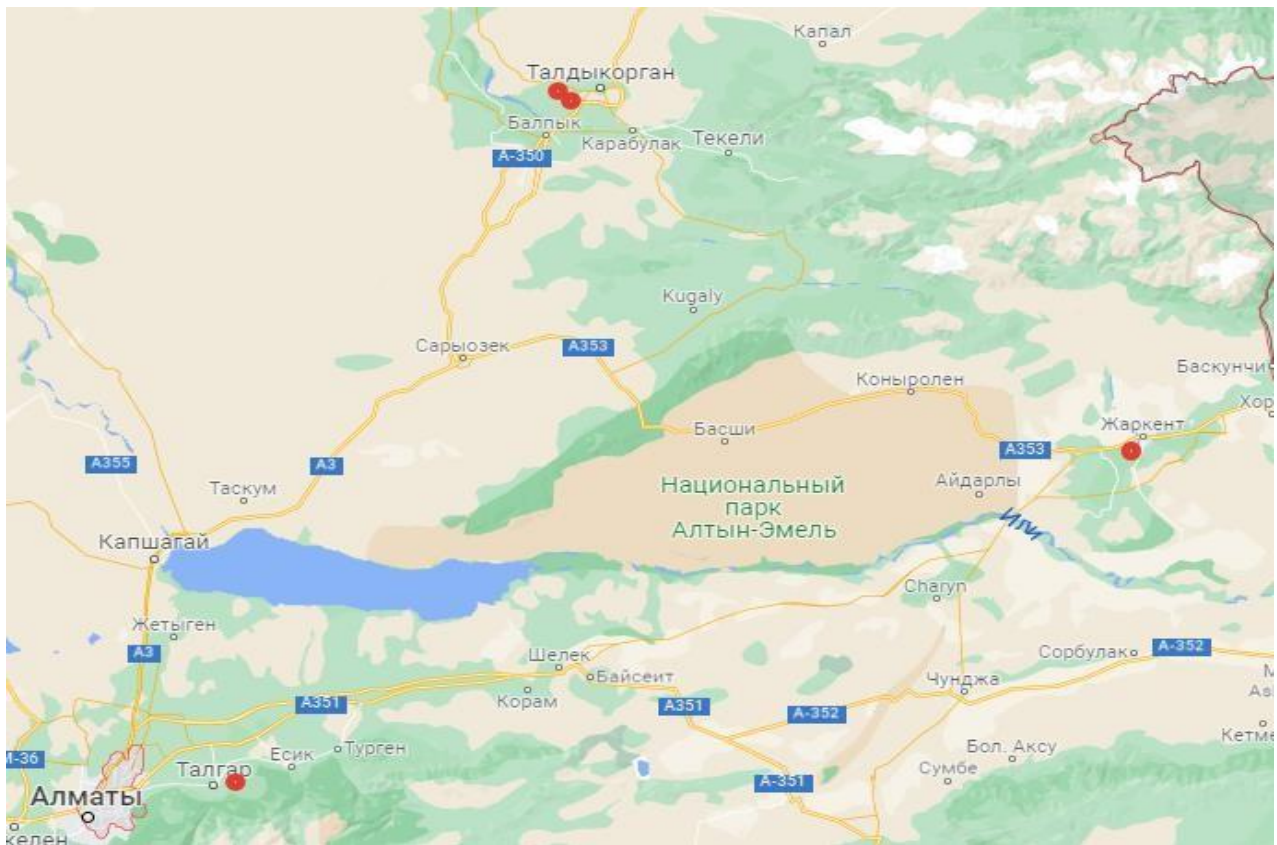 Капал
Талдыкорган
Балпык
Карабулак
Текели
А-350
Kugaly
Сарыозек
А353
Баскунчи
Коныролен
Хор
Басши
Жаркент
А353
А355
А3
Таскум
Айдарлы
Национальный
парк
Алтын-Эмель
Или
Капшагай
Charyn
Жетыген
А3
Шелек
Байсеит
Сорбулак
А-352
Корам
Чунджа
А351
А351
А-352
Кетме
М-36
Есик
Турген
Бол. Аксу
Талгар
Сумбе
А-351
Алматы
келен